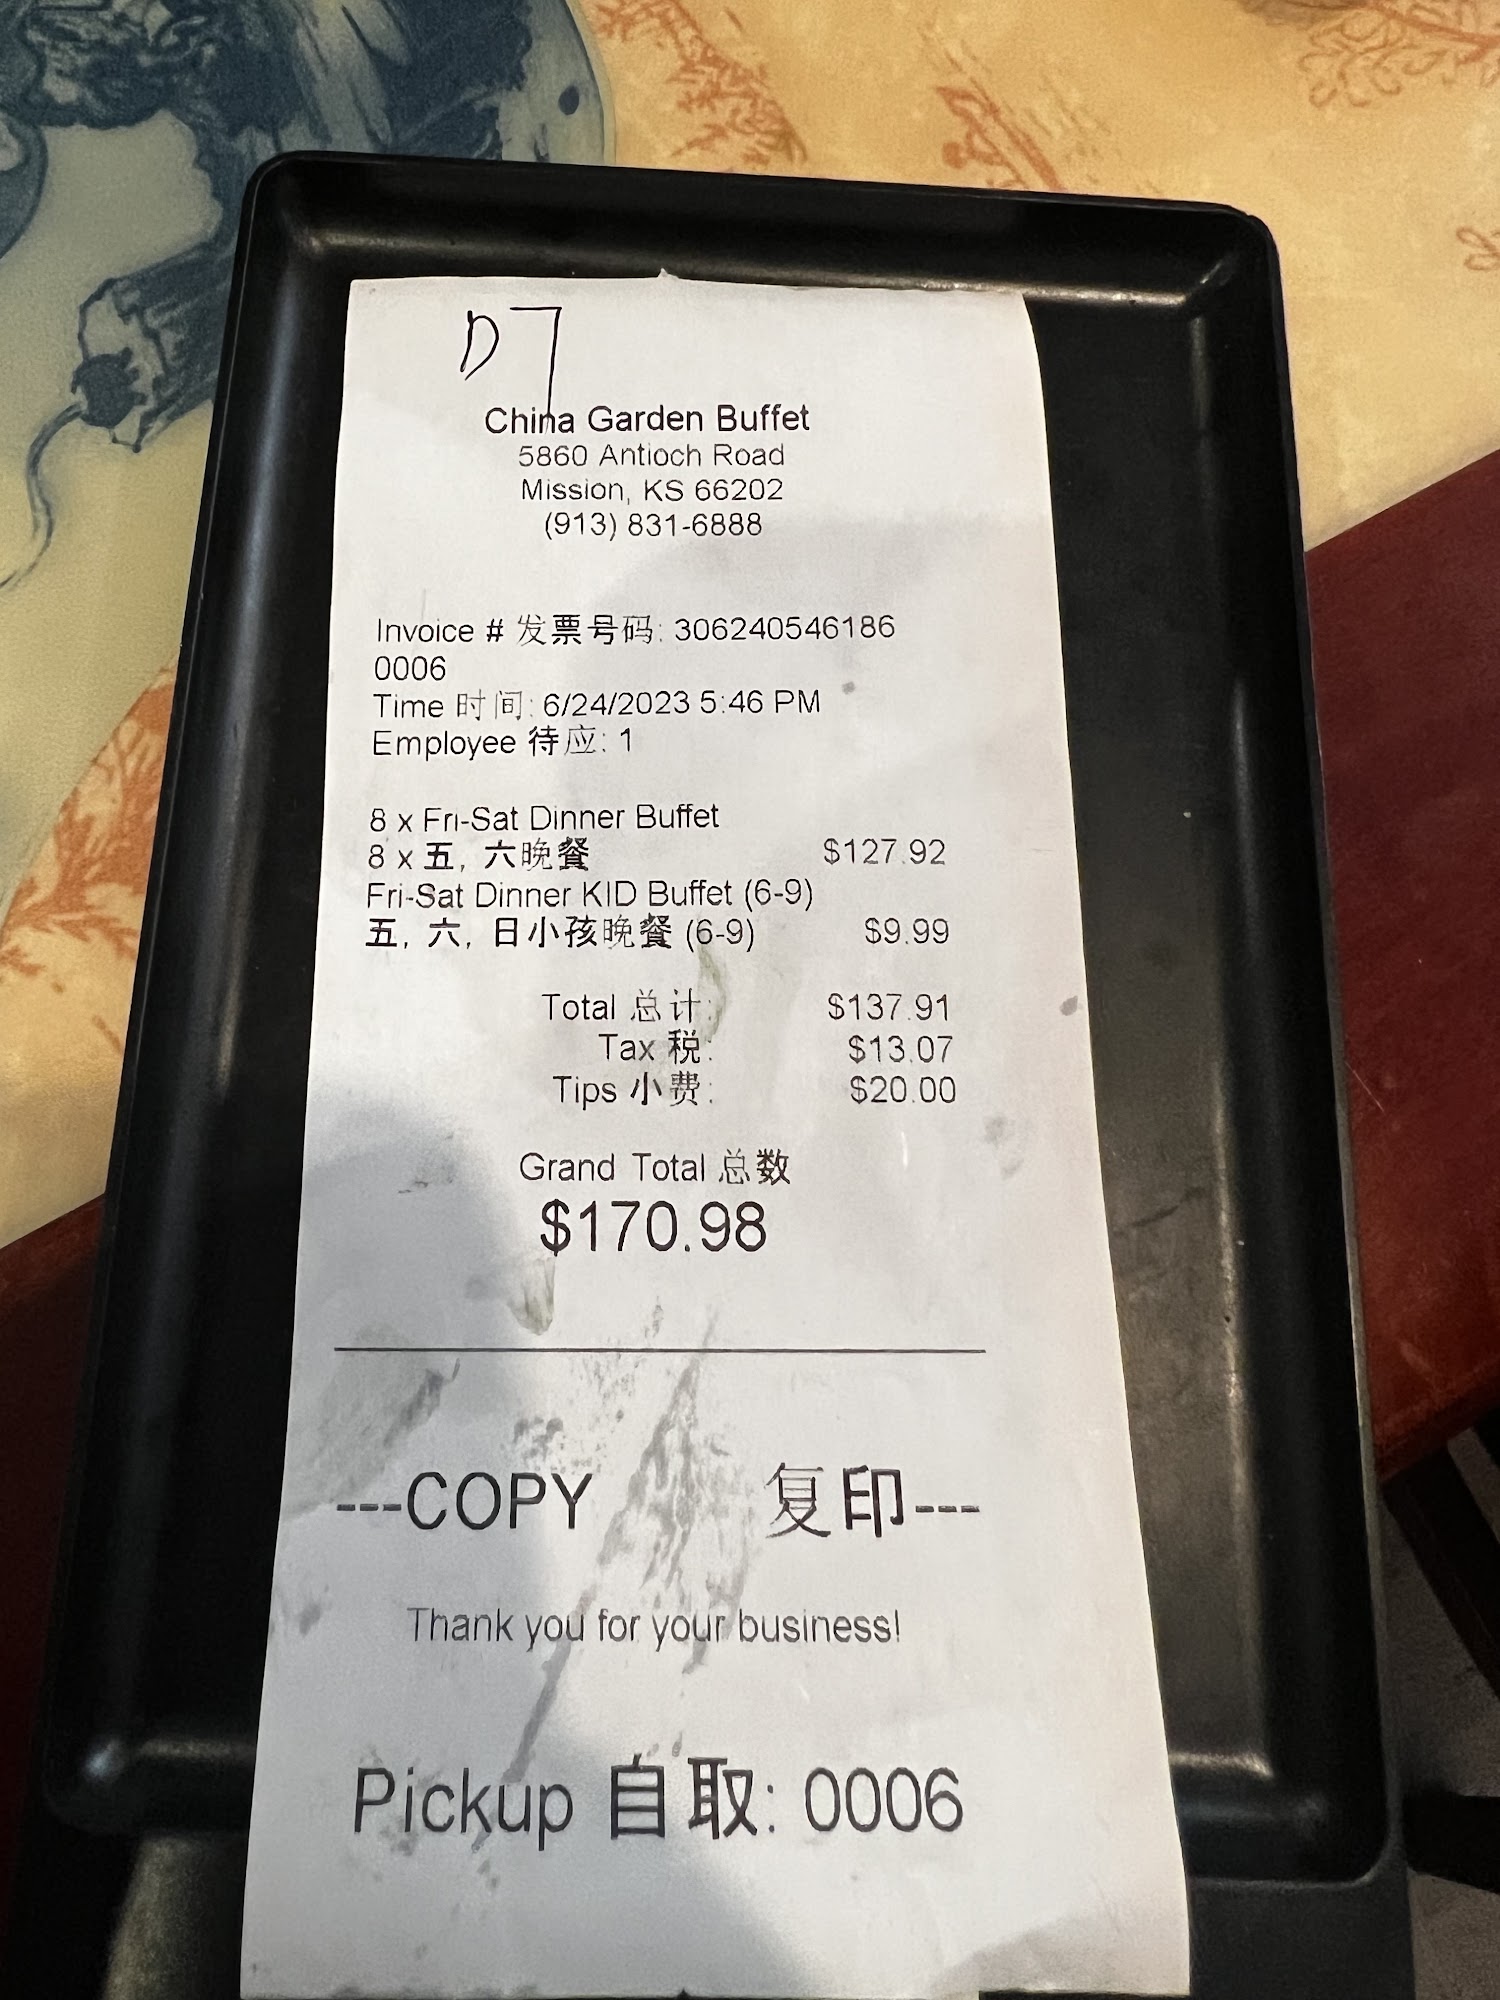 D7
China Garden Buffet
5860 Antioch Road
Mission, KS 66202
(913) 831-6888
Invoice # 发票号码: 306240546186
0006
Time 时间: 6/24/2023 5:46 PM
Employee 待应: 1
8 x Fri-Sat Dinner Buffet
8 x 五, 六晚餐 $127.92
Fri-Sat Dinner KID Buffet (6-9)
五, 六, 日小孩晚餐 (6-9) $9.99
Total 总计: $137.91
Tax 税: $13.07
Tips 小费: $20.00
Grand Total 总数
$170.98
---COPY 复印---
Thank you for your business!
Pickup 自取: 0006